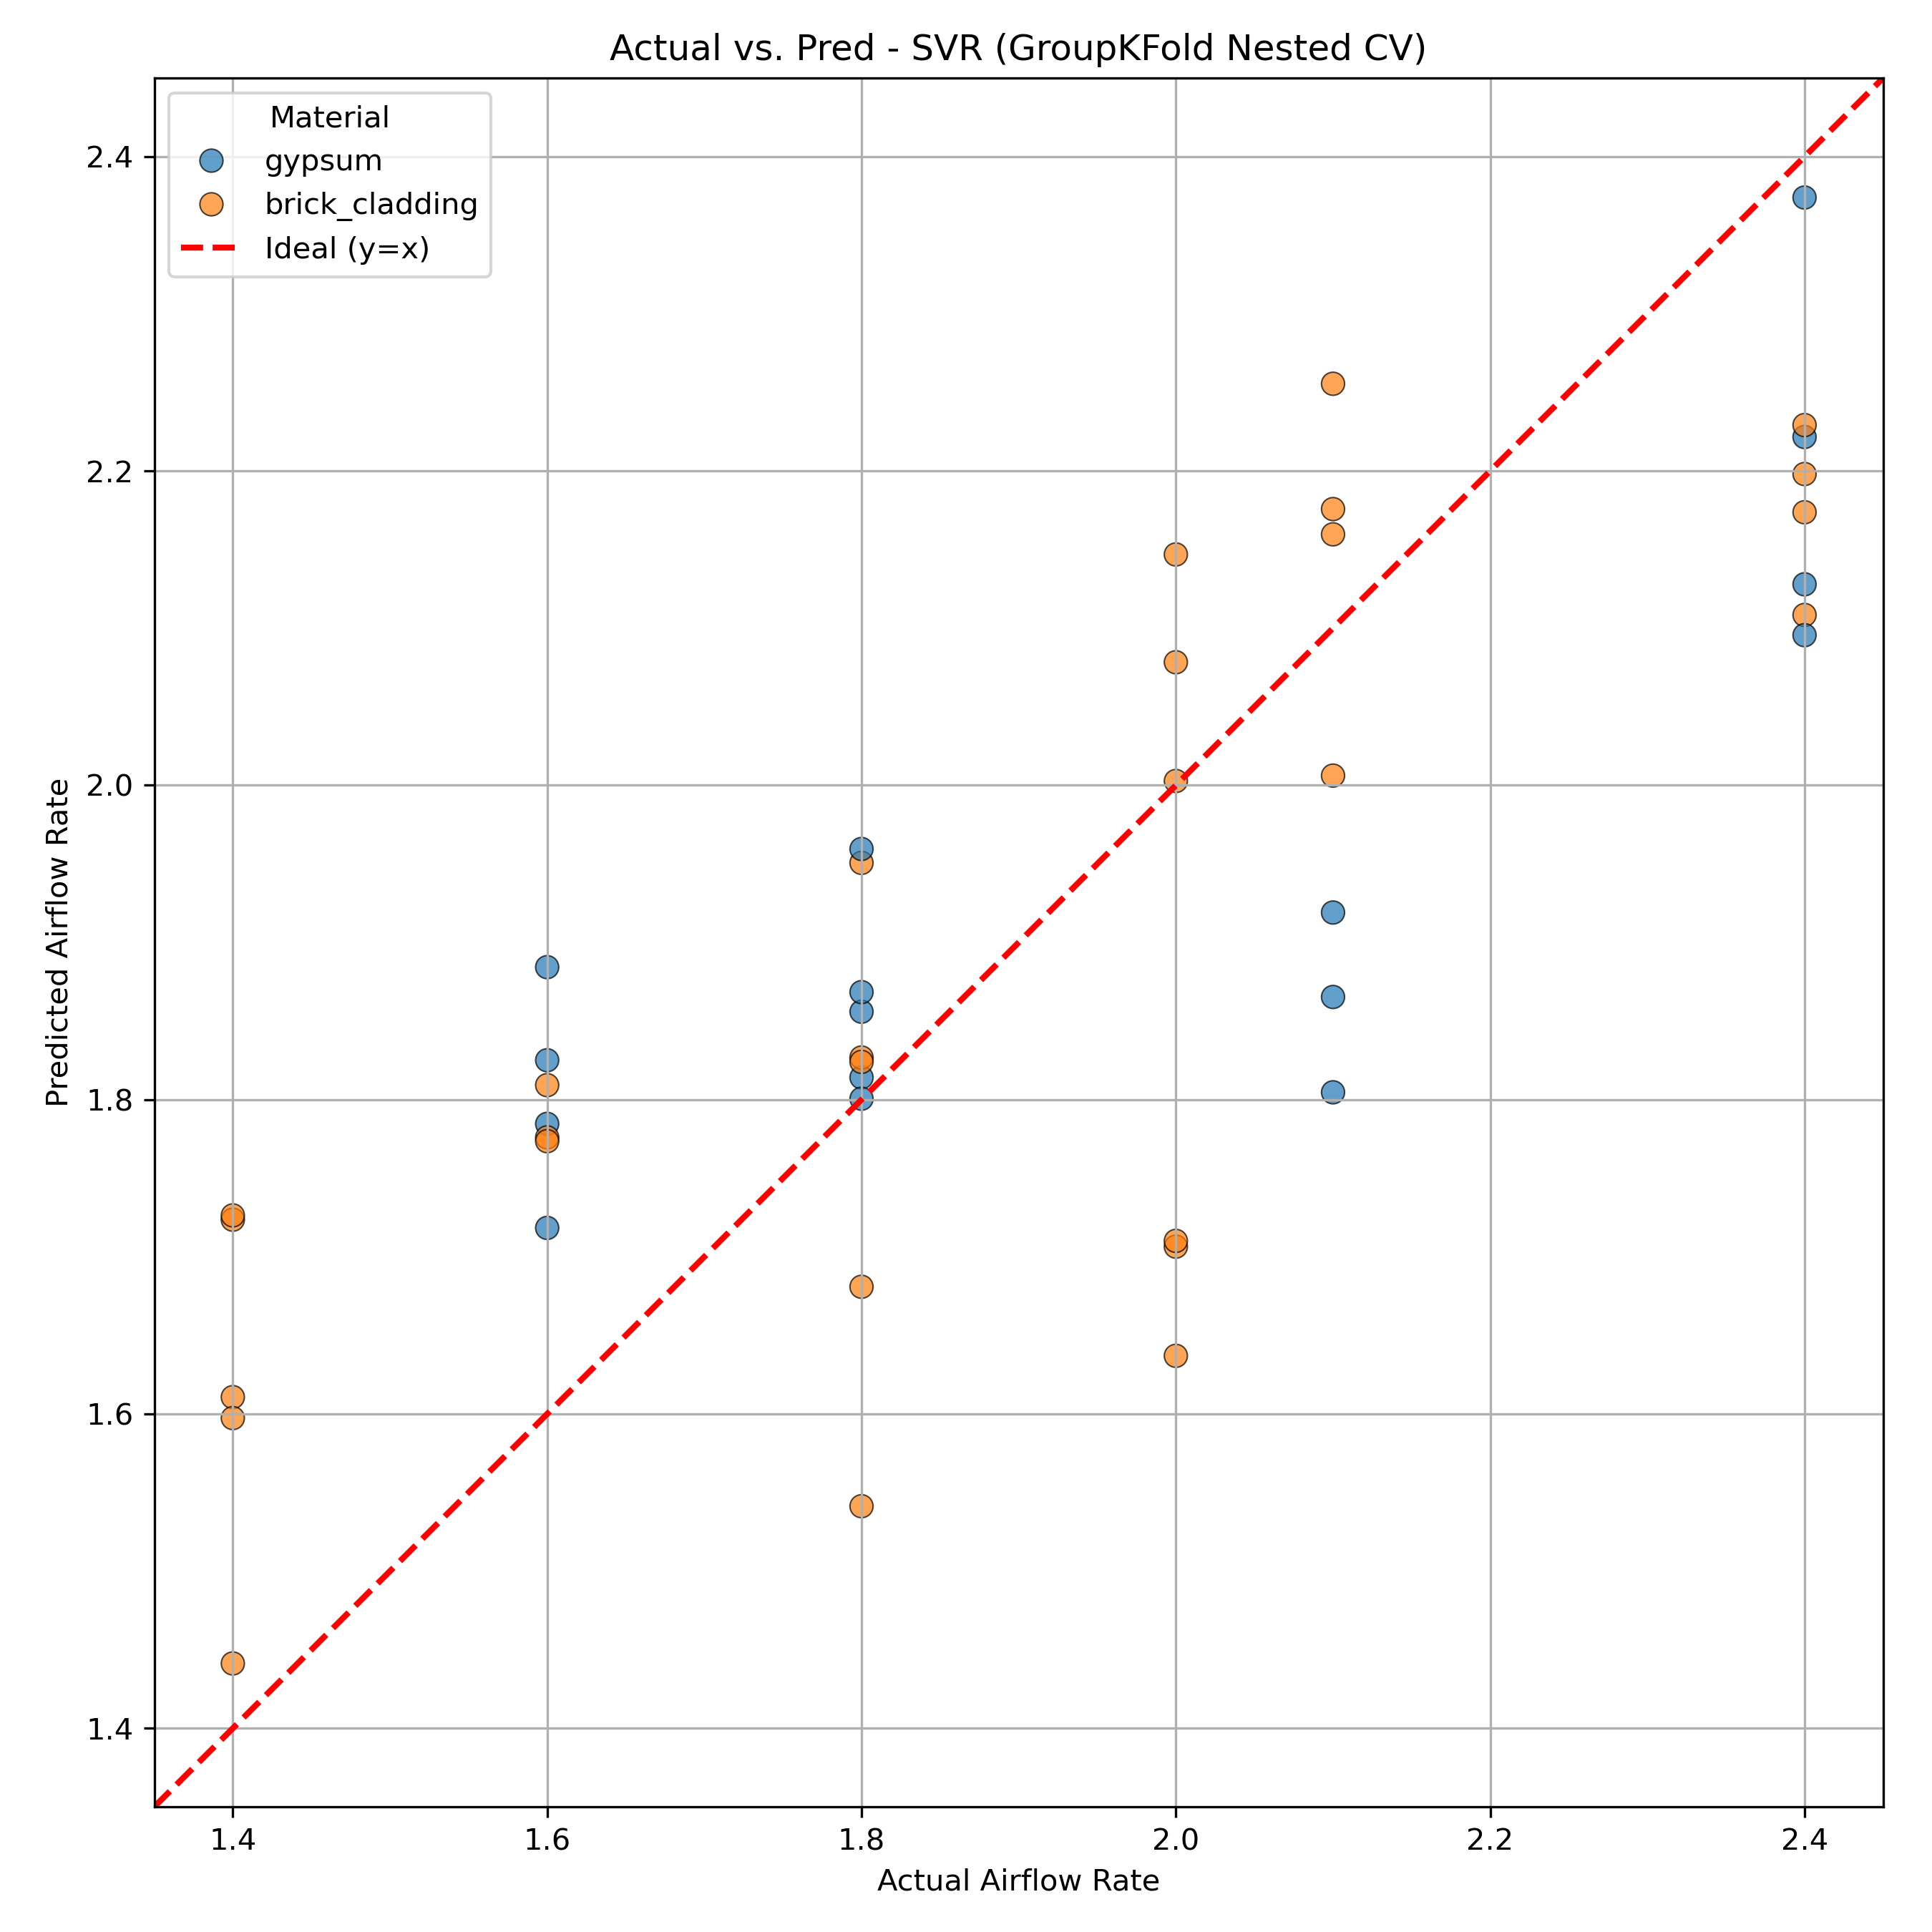 Actual vs. Pred - SVR (GroupKFold Nested CV)
Material
gypsum
brick_cladding
Ideal (y=x)
2.4
2.2
2.0
1.8
1.6
1.4
Predicted Airflow Rate
1.4 1.6 1.8 2.0 2.2 2.4
Actual Airflow Rate